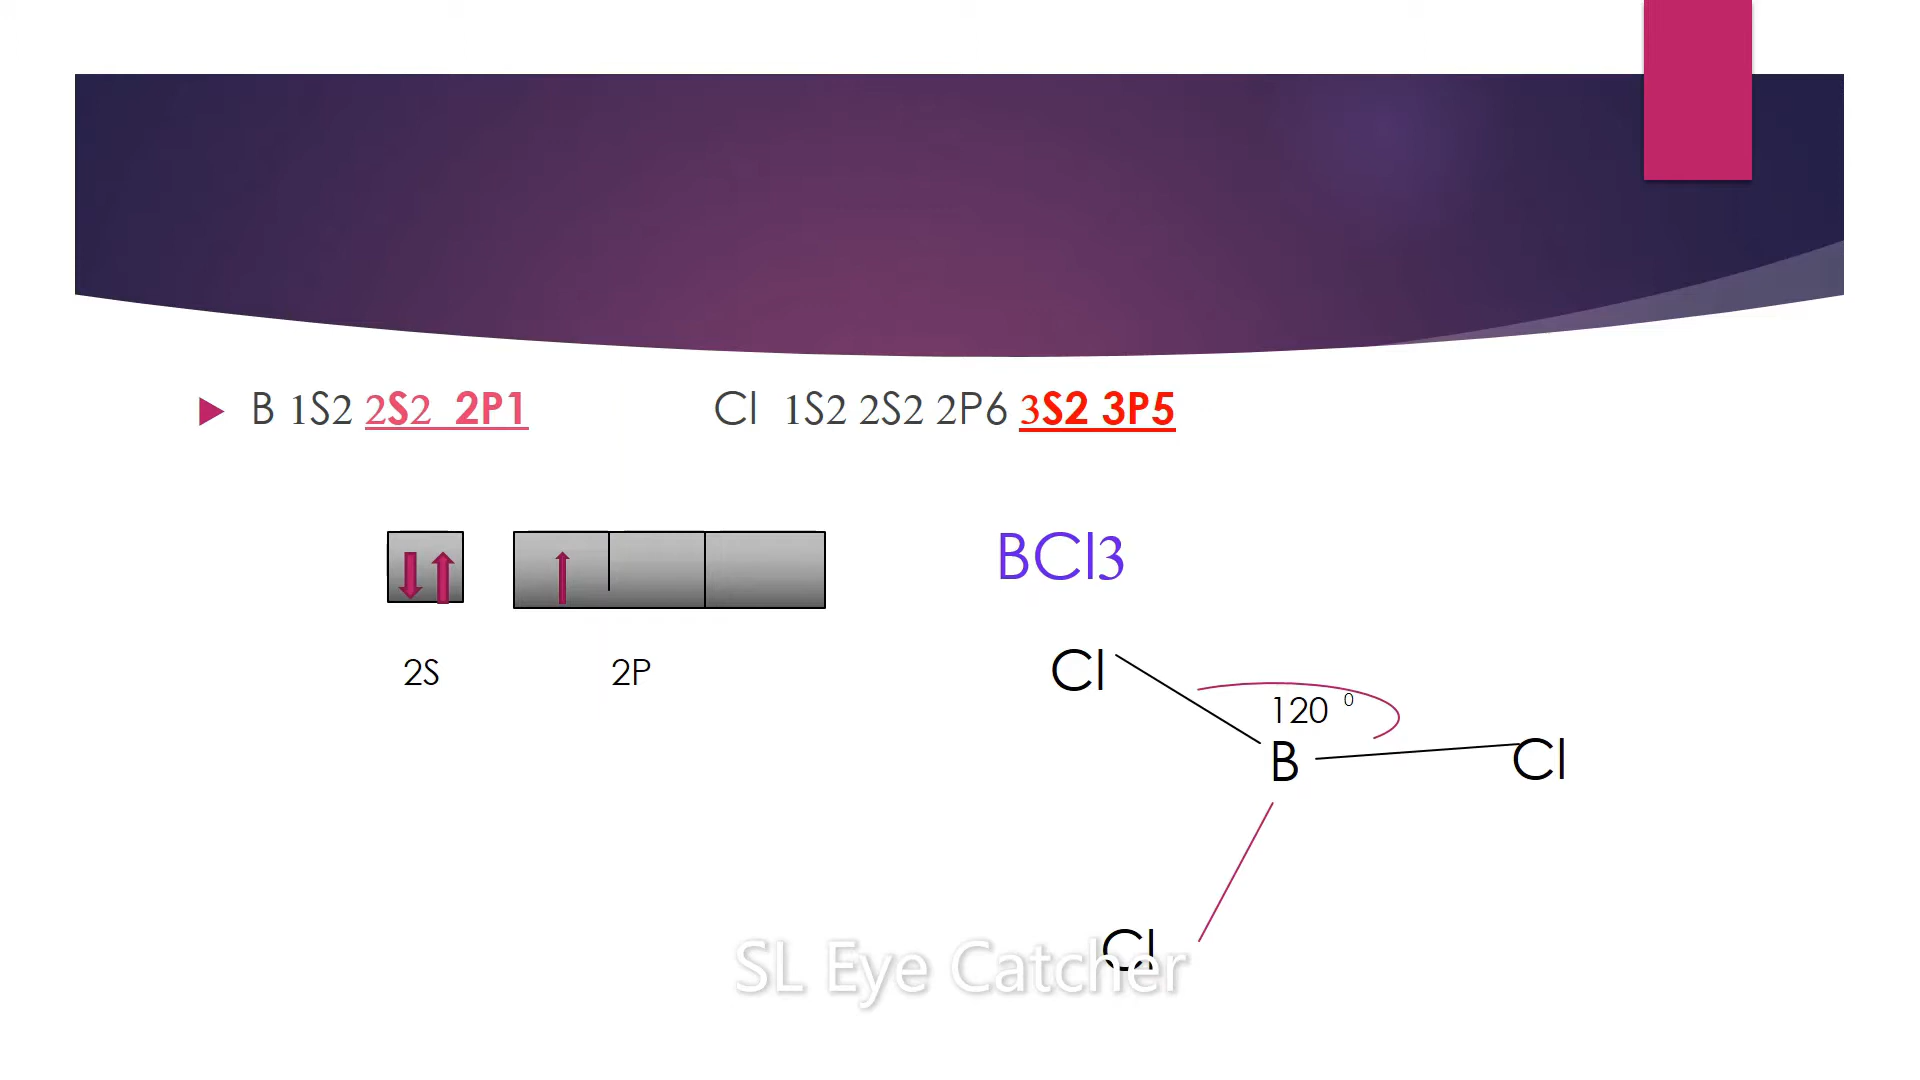 B 1S2 2S2 2P1 Cl 1S2 2S2 2P6 3S2 3P5
BCl3
2S 2P
Cl
120 0
B Cl
Cl
SL Eye Catcher